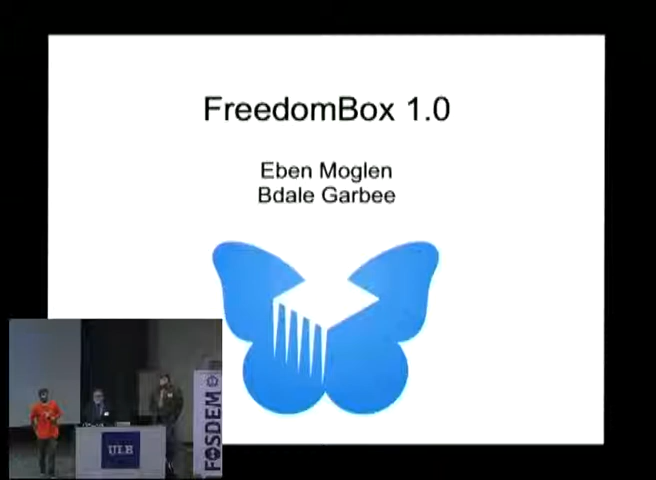 FreedomBox 1.0
Eben Moglen
Bdale Garbee
FOSDEM
ULB